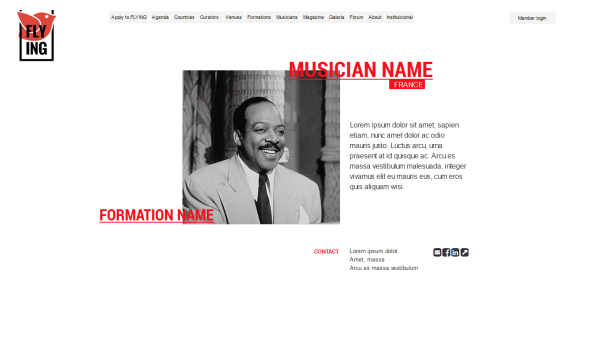 FLY
ING
Apply to FLYING Agenda Countries Curators Venues Formations Musicians Magazine Galeria Forum About Instituicional
Member login
MUSICIAN NAME
FRANCE
Lorem ipsum dolor sit amet, sapien
etiam, nunc amet dolor ac odio
mauris justo. Luctus arcu, urna
praesent at id quisque ac. Arcu es
massa vestibulum malesuada, integer
vivamus elit eu mauris eus, cum eros
quis aliquam wisi.
FORMATION NAME
CONTACT
Lorem ipsum dolot
Amet, massa
Arcu es massa vestibulum